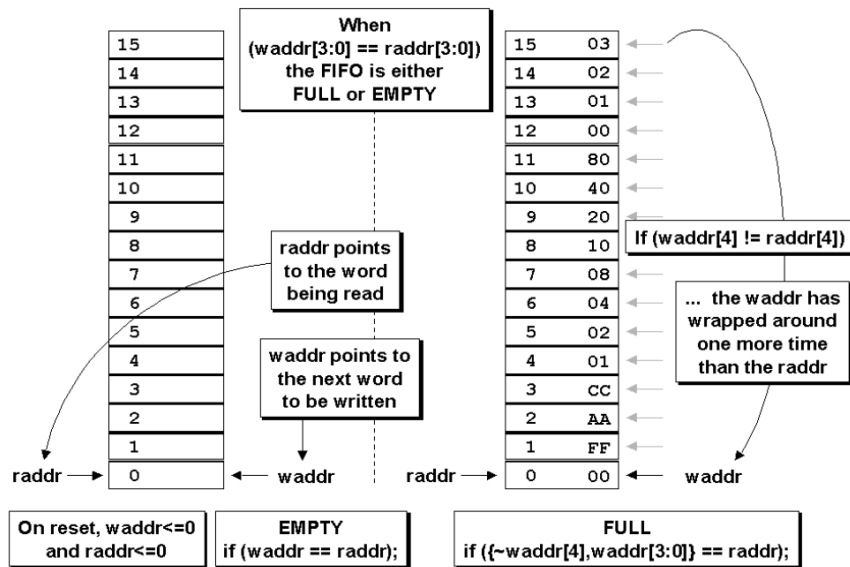 When
(waddr[3:0] == raddr[3:0])
the FIFO is either
FULL or EMPTY
15
14
13
12
11
10
9
8
7
6
5
4
3
2
1
0
raddr points
to the word
being read
waddr points to
the next word
to be written
raddr
waddr
15 03
14 02
13 01
12 00
11 80
10 40
9 20
8 10
7 08
6 04
5 02
4 01
3 CC
2 AA
1 FF
0 00
If (waddr[4] != raddr[4])
... the waddr has
wrapped around
one more time
than the raddr
raddr
waddr
On reset, waddr<=0
and raddr<=0
EMPTY
if (waddr == raddr);
FULL
if ({~waddr[4],waddr[3:0]} == raddr);